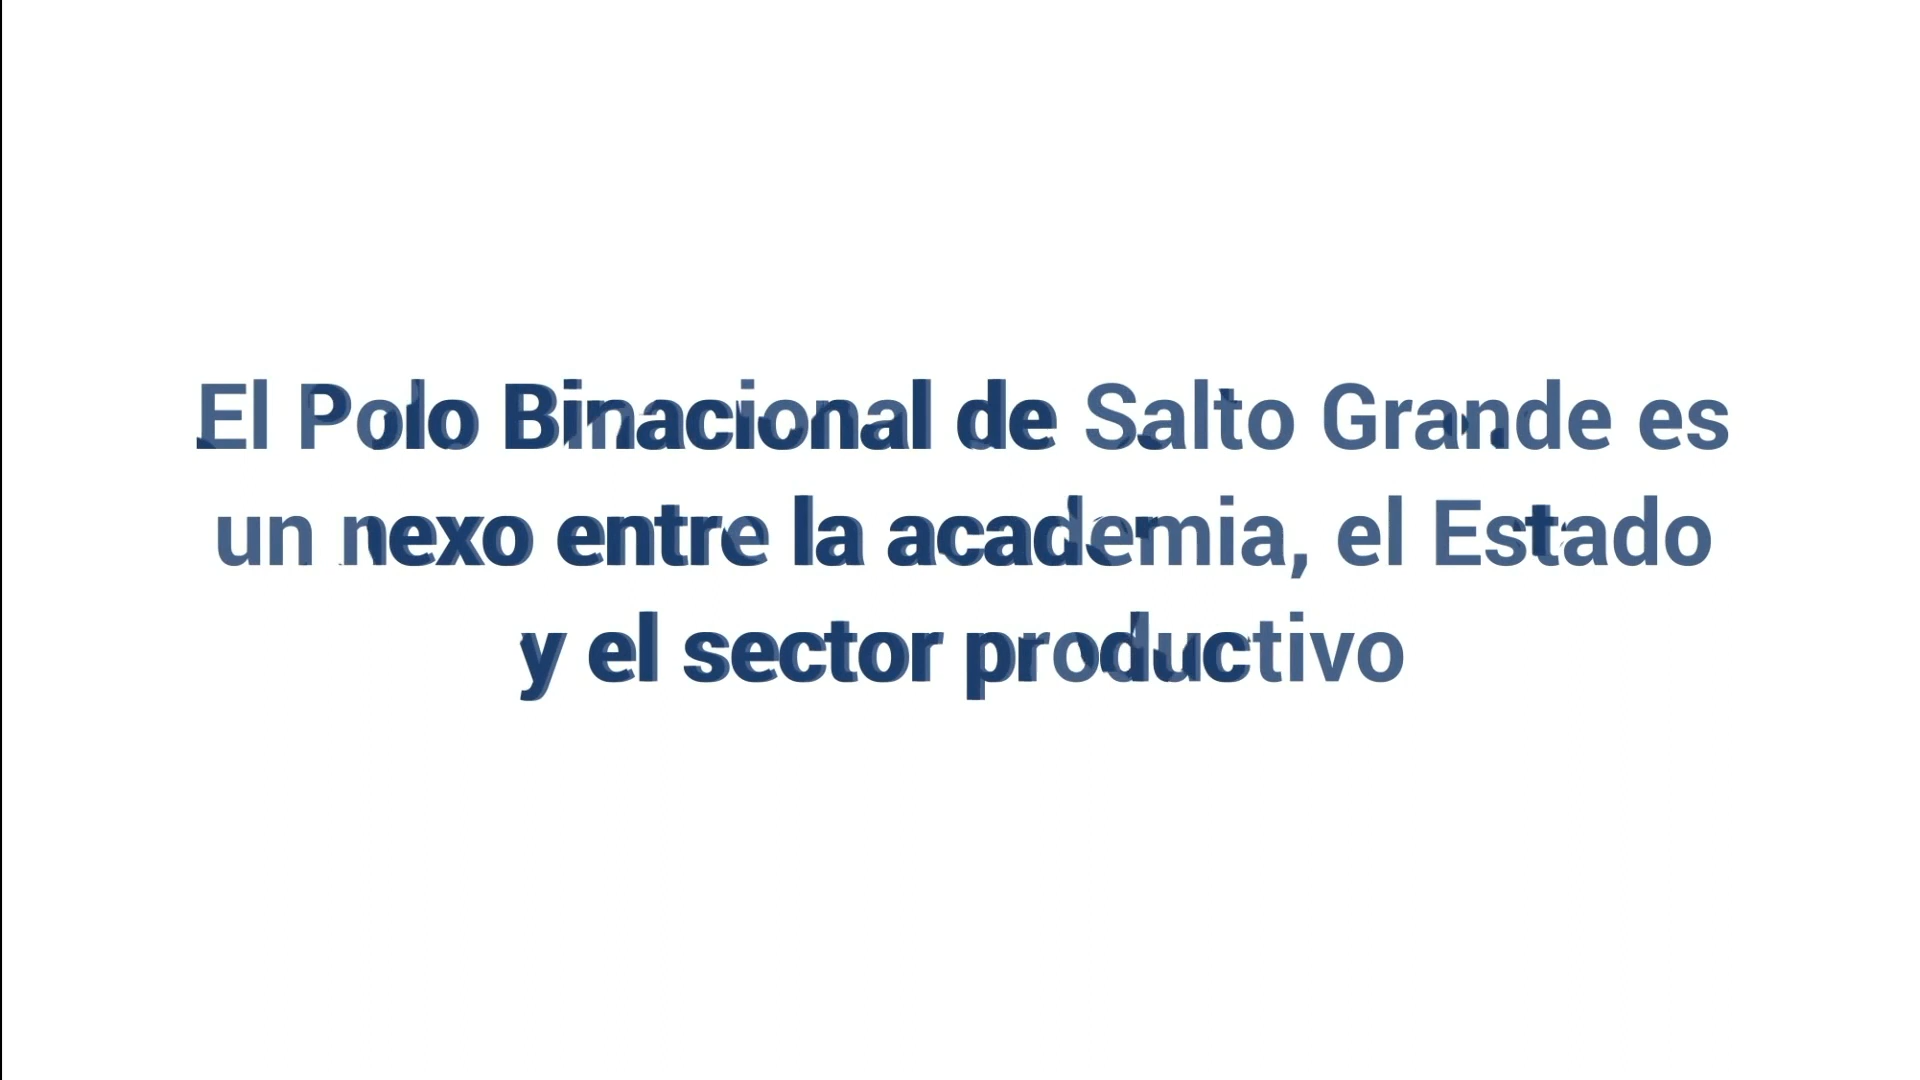 El Polo Binacional de Salto Grande es
un nexo entre la academia, el Estado
y el sector productivo